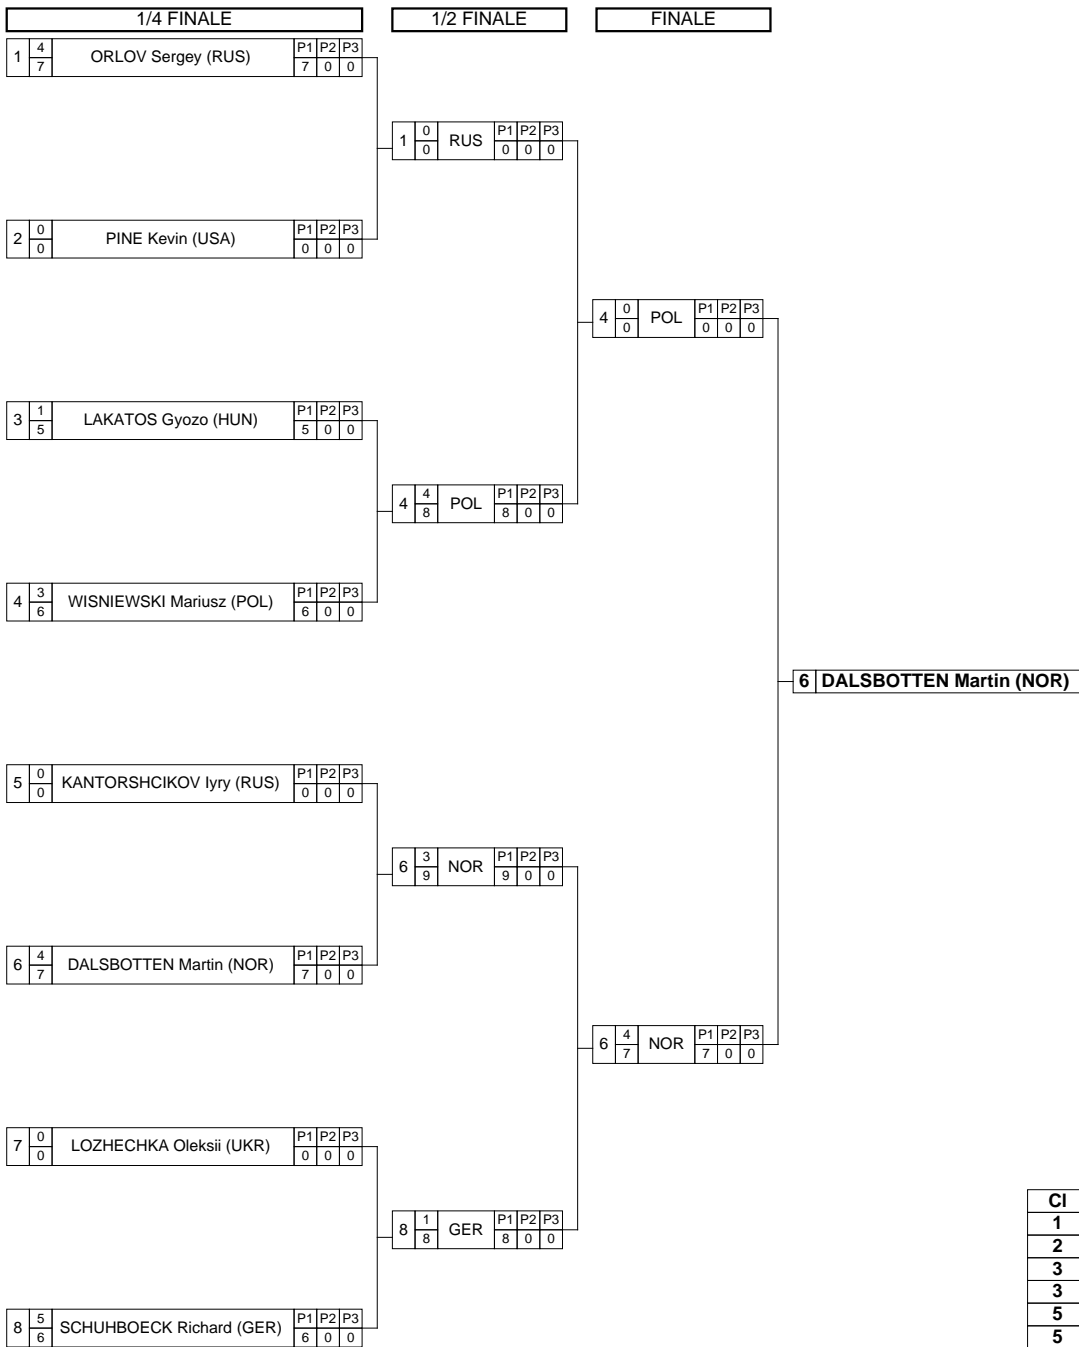 1/4 FINALE 1/2 FINALE FINALE
1 4 7 ORLOV Sergey (RUS) P1 P2 P3 7 0 0
1 0 0 RUS P1 P2 P3 0 0 0
2 0 0 PINE Kevin (USA) P1 P2 P3 0 0 0
4 0 0 POL P1 P2 P3 0 0 0
3 1 5 LAKATOS Gyozo (HUN) P1 P2 P3 5 0 0
4 4 8 POL P1 P2 P3 8 0 0
4 3 6 WISNIEWSKI Mariusz (POL) P1 P2 P3 6 0 0
6 DALSBOTTEN Martin (NOR)
5 0 0 KANTORSHCIKOV Iyry (RUS) P1 P2 P3 0 0 0
6 3 9 NOR P1 P2 P3 9 0 0
6 4 7 DALSBOTTEN Martin (NOR) P1 P2 P3 7 0 0
6 4 7 NOR P1 P2 P3 7 0 0
7 0 0 LOZHECHKA Oleksii (UKR) P1 P2 P3 0 0 0
8 1 8 GER P1 P2 P3 8 0 0
8 5 6 SCHUHBOECK Richard (GER) P1 P2 P3 6 0 0
Cl
1
2
3
3
5
5